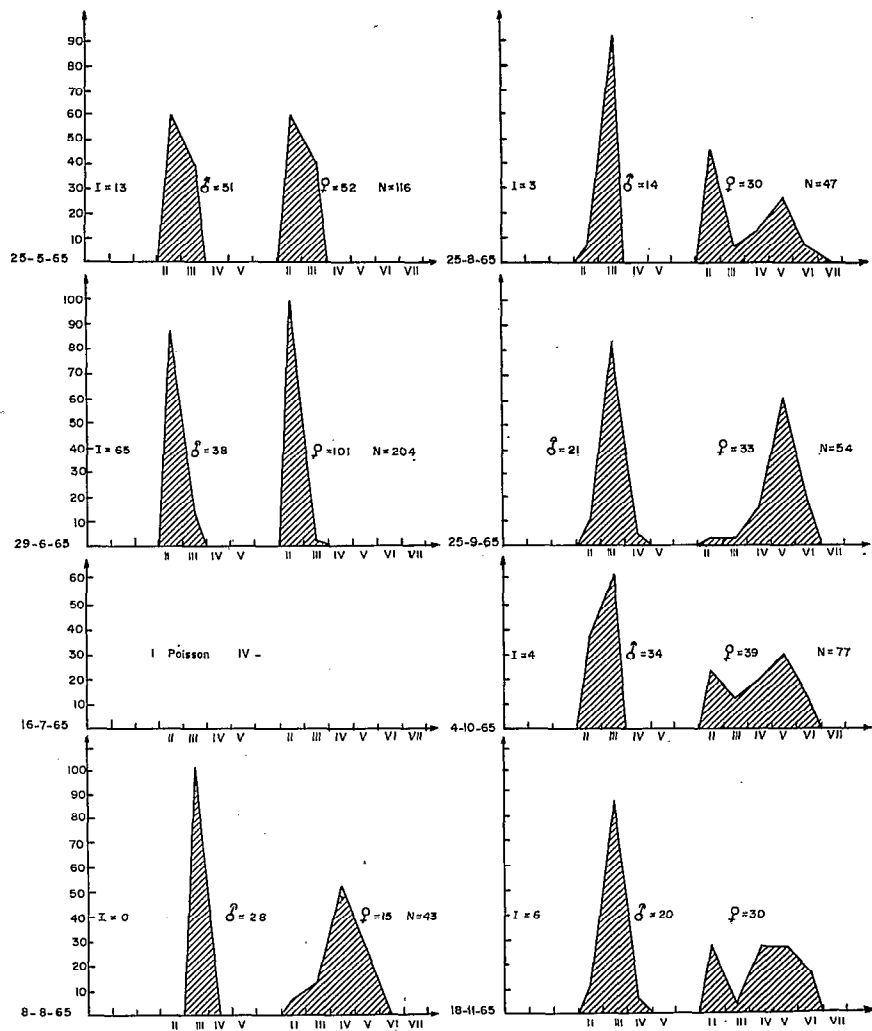 90
80
70
60
50
40
30
20
10
I = 13 ♂ = 51 ♀ = 52 N = 116
25-5-65
II III IV V II III IV V VI VII
I = 3 ♂ = 14 ♀ = 30 N = 47
25-8-65
II III IV V II III IV V VI VII
100
90
80
70
60
50
40
30
20
10
I = 65 ♂ = 38 ♀ = 101 N = 204
29-6-65
II III IV V II III IV V VI VII
♂ = 21 ♀ = 33 N = 54
25-9-65
II III IV V II III IV V VI VII
60
50
40
30
20
10
I Poisson IV -
16-7-65
II III IV V II III IV V VI VII
I = 4 ♂ = 34 ♀ = 39 N = 77
4-10-65
II III IV V II III IV V VI VII
100
90
80
70
60
50
40
30
20
10
I = 0 ♂ = 28 ♀ = 15 N = 43
8-8-65
II III IV V II III IV V VI VII
I = 6 ♂ = 20 ♀ = 30
18-11-65
II III IV V II III IV V VI VII